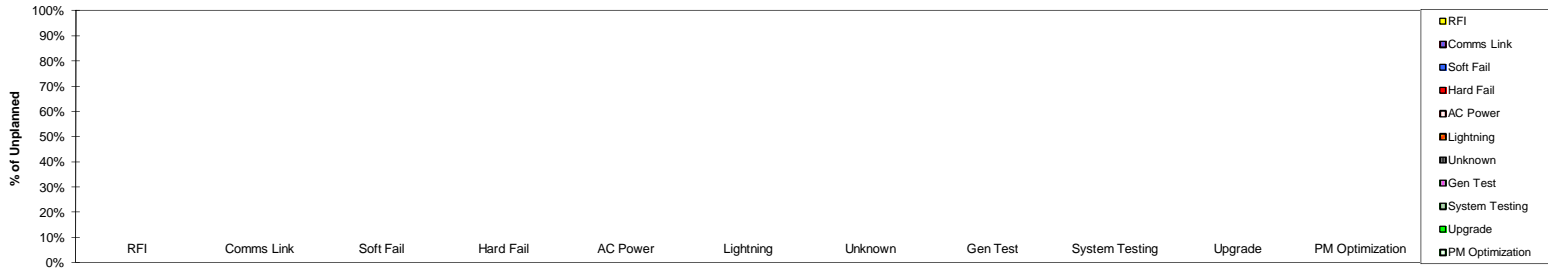 % of Unplanned
100%
90%
80%
70%
60%
50%
40%
30%
20%
10%
0%
RFI Comms Link Soft Fail Hard Fail AC Power Lightning Unknown Gen Test System Testing Upgrade PM Optimization
RFI
Comms Link
Soft Fail
Hard Fail
AC Power
Lightning
Unknown
Gen Test
System Testing
Upgrade
PM Optimization